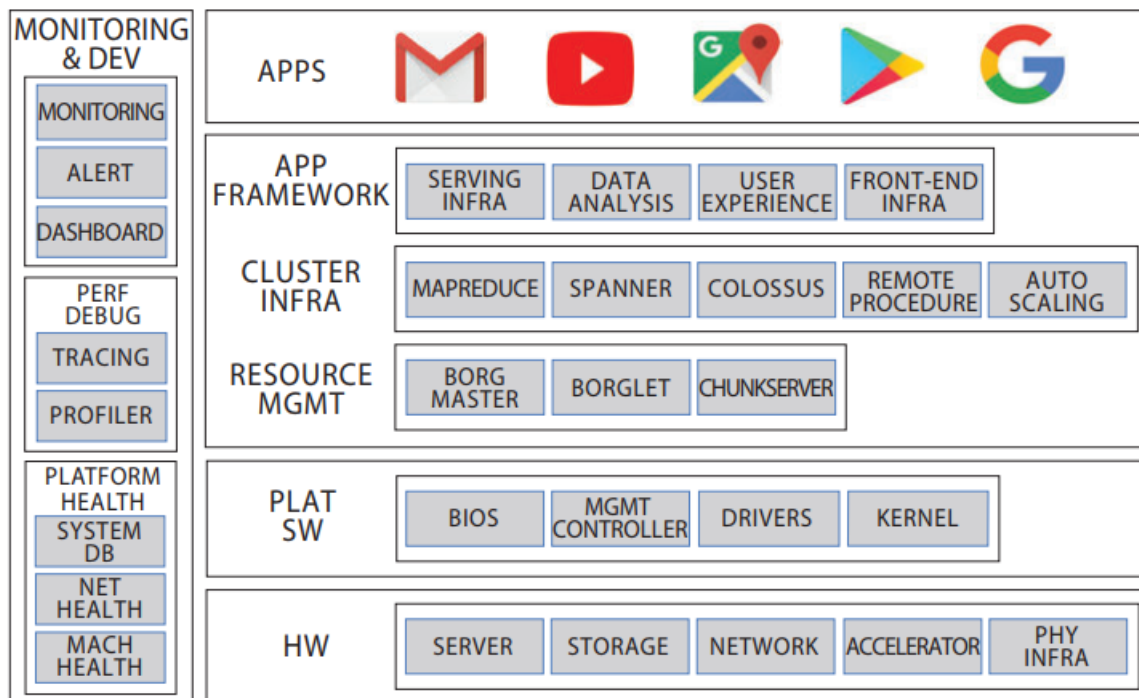 MONITORING
& DEV
MONITORING
ALERT
DASHBOARD
PERF
DEBUG
TRACING
PROFILER
PLATFORM
HEALTH
SYSTEM
DB
NET
HEALTH
MACH
HEALTH
APPS
G
APP
FRAMEWORK
SERVING
INFRA
DATA
ANALYSIS
USER
EXPERIENCE
FRONT-END
INFRA
CLUSTER
INFRA
MAPREDUCE
SPANNER
COLOSSUS
REMOTE
PROCEDURE
AUTO
SCALING
RESOURCE
MGMT
BORG
MASTER
BORGLET
CHUNKSERVER
PLAT
SW
BIOS
MGMT
CONTROLLER
DRIVERS
KERNEL
HW
SERVER
STORAGE
NETWORK
ACCELERATOR
PHY
INFRA